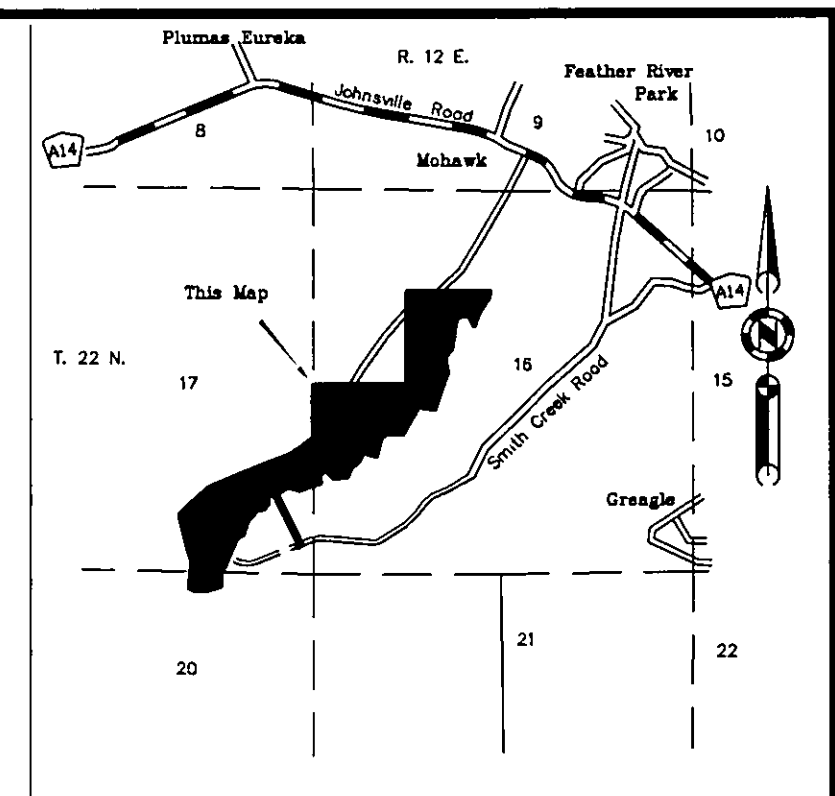 Plumas Eureka
R. 12 E.
Feather River
Park
Johnsville Road
8
9
10
A14
Mohawk
This Map
A14
T. 22 N.
17
16
15
N
Smith Creek Road
Greagle
20
21
22